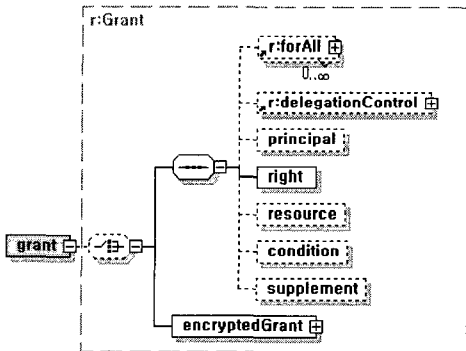 r:Grant
r:forAll
0..∞
r:delegationControl
principal
right
grant
resource
condition
supplement
encryptedGrant